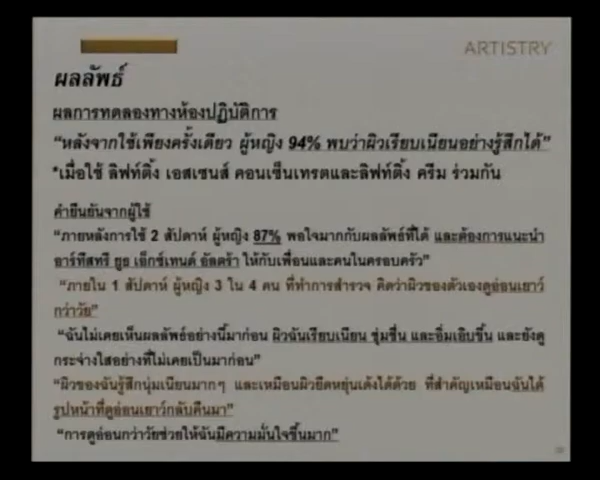 ARTISTRY
ผลลัพธ์
ผลการทดลองทางห้องปฏิบัติการ
“หลังจากใช้เพียงครั้งเดียว ผู้หญิง 94% พบว่าผิวเรียบเนียนอย่างรู้สึกได้”
*เมื่อใช้ ลิฟท์ติ้ง เอสเซนส์ คอนเซ็นเทรตและลิฟท์ติ้ง ครีม ร่วมกัน
คำยืนยันจากผู้ใช้
“ภายหลังการใช้ 2 สัปดาห์ ผู้หญิง 87% พอใจมากกับผลลัพธ์ที่ได้ และต้องการแนะนำ
อาร์ทิสทรี ยูธ เอ็กซ์เทนด์ อัลตร้า ให้กับเพื่อนและคนในครอบครัว”
“ภายใน 1 สัปดาห์ ผู้หญิง 3 ใน 4 คน ที่ทำการสำรวจ คิดว่าผิวของตัวเองดูอ่อนเยาว์
กว่าวัย”
“ฉันไม่เคยเห็นผลลัพธ์อย่างนี้มาก่อน ผิวฉันเรียบเนียน ชุ่มชื่น และอิ่มเอิบขึ้น และยังดู
กระจ่างใสอย่างที่ไม่เคยเป็นมาก่อน”
“ผิวของฉันรู้สึกนุ่มเนียนมากๆ และเหมือนผิวยืดหยุ่นเด้งได้ด้วย ที่สำคัญเหมือนฉันได้
รูปหน้าที่ดูอ่อนเยาว์กลับคืนมา”
“การดูอ่อนกว่าวัยช่วยให้ฉันมีความมั่นใจขึ้นมาก”